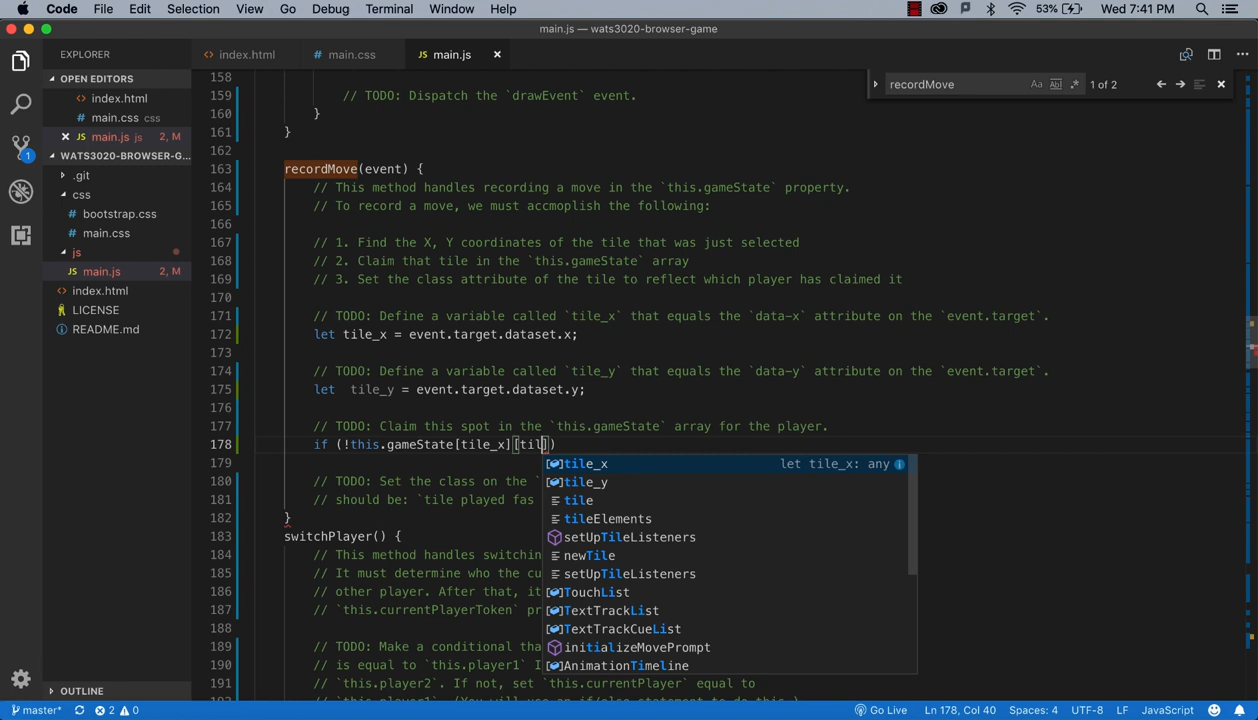 Code File Edit Selection View Go Debug Terminal Window Help 53% Wed 7:41 PM
main.js — wats3020-browser-game
EXPLORER
index.html main.css JS main.js
OPEN EDITORS
index.html
main.css css
JS main.js js 2, M
WATS3020-BROWSER-G...
.git
css
# bootstrap.css
# main.css
js
JS main.js 2, M
index.html
LICENSE
README.md
OUTLINE
recordMove Aa Abl .* 1 of 2
158
159 // TODO: Dispatch the `drawEvent` event.
160 }
161 }
162
163 recordMove(event) {
164 // This method handles recording a move in the `this.gameState` property.
165 // To record a move, we must accmoplish the following:
166
167 // 1. Find the X, Y coordinates of the tile that was just selected
168 // 2. Claim that tile in the `this.gameState` array
169 // 3. Set the class attribute of the tile to reflect which player has claimed it
170
171 // TODO: Define a variable called `tile_x` that equals the `data-x` attribute on the `event.target`.
172 let tile_x = event.target.dataset.x;
173
174 // TODO: Define a variable called `tile_y` that equals the `data-y` attribute on the `event.target`.
175 let  tile_y = event.target.dataset.y;
176
177 // TODO: Claim this spot in the `this.gameState` array for the player.
178 if (!this.gameState[tile_x][til])
179
180 // TODO: Set the class on the `
181 // should be: `tile played fas
182 }
183 switchPlayer() {
184 // This method handles switchin
185 // It must determine who the cu
186 // other player. After that, it
187 // `this.currentPlayerToken` pr
188
189 // TODO: Make a conditional tha
190 // is equal to `this.player1` I
191 // `this.player2`. If not, set `this.currentPlayer` equal to
tile_x let tile_x: any
tile_y
tile
tileElements
setUpTileListeners
newTile
setUpTileListeners
TouchList
TextTrackList
TextTrackCueList
initializeMovePrompt
AnimationTimeline
master* 2 0 Go Live Ln 178, Col 40 Spaces: 4 UTF-8 LF JavaScript